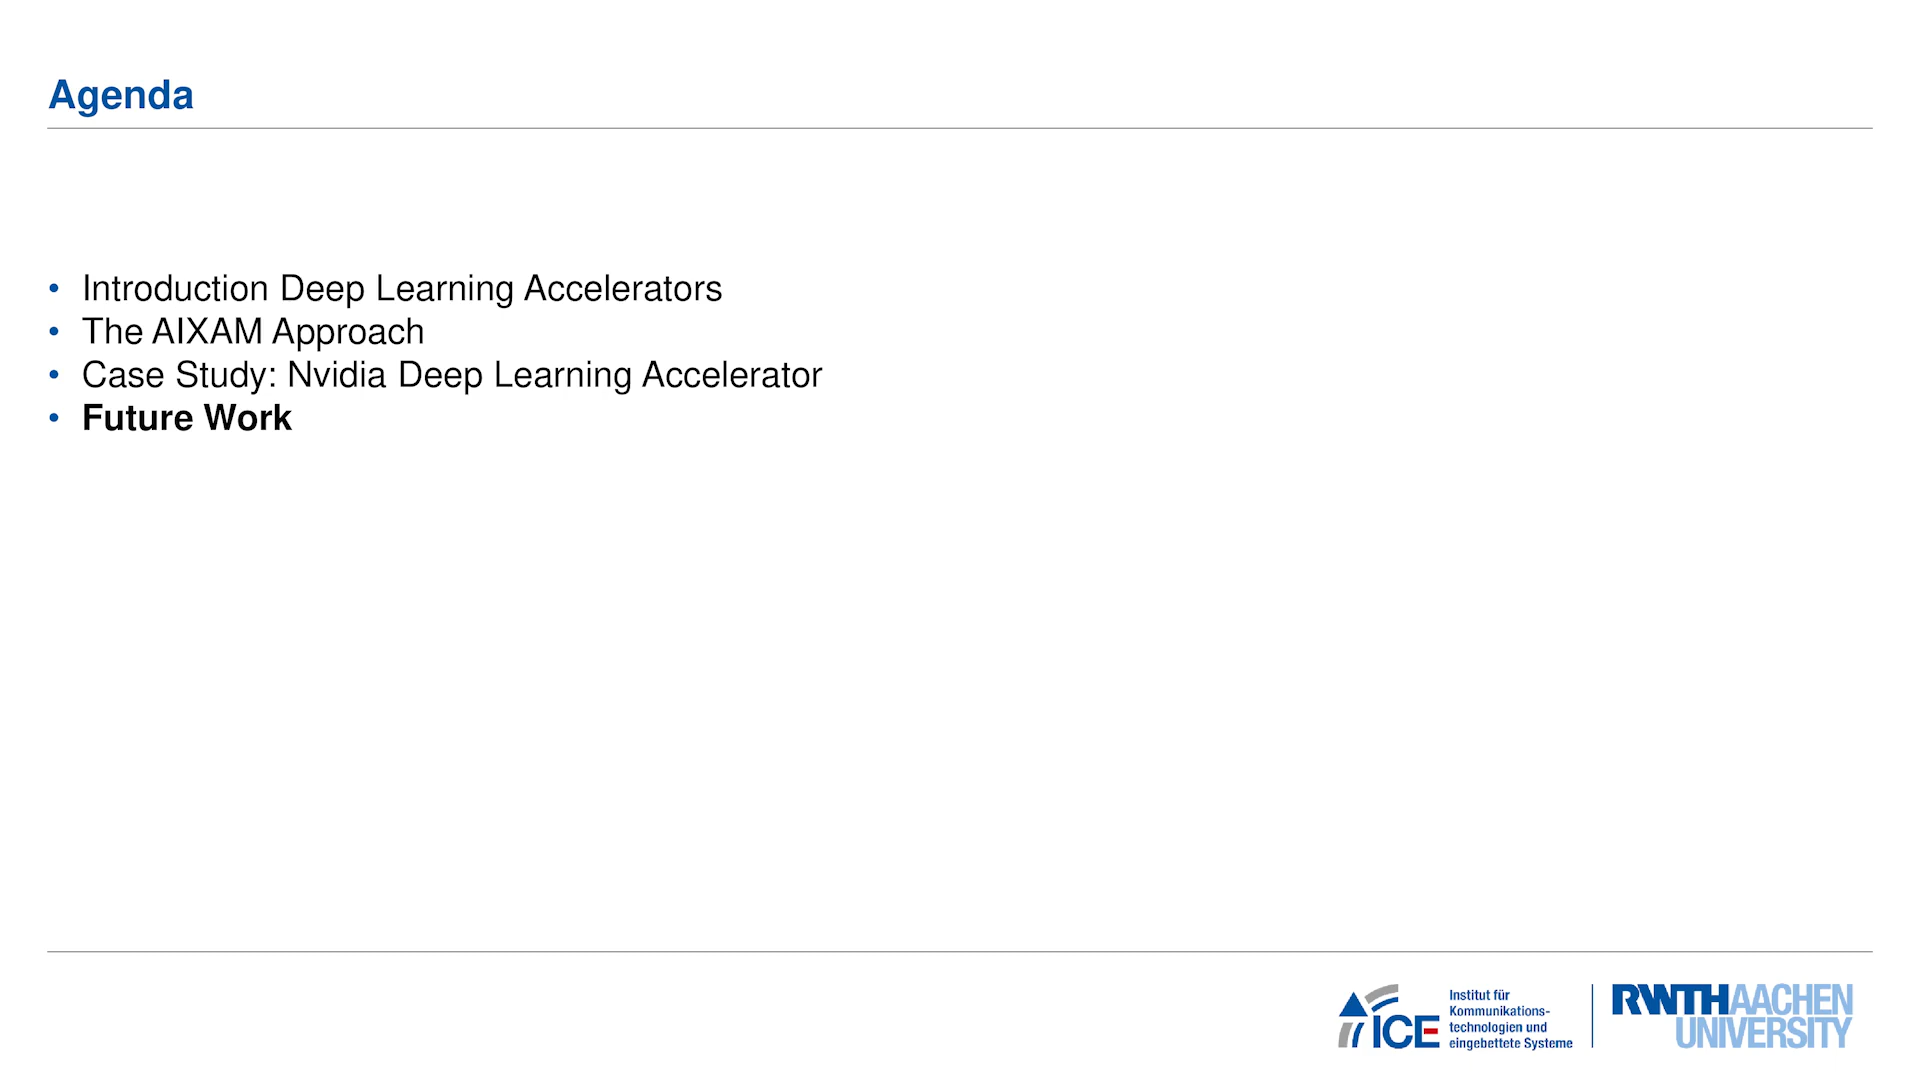 Agenda
• Introduction Deep Learning Accelerators
• The AIXAM Approach
• Case Study: Nvidia Deep Learning Accelerator
• Future Work
ICE
Institut für
Kommunikations-
technologien und
eingebettete Systeme
RWTHAACHEN
UNIVERSITY